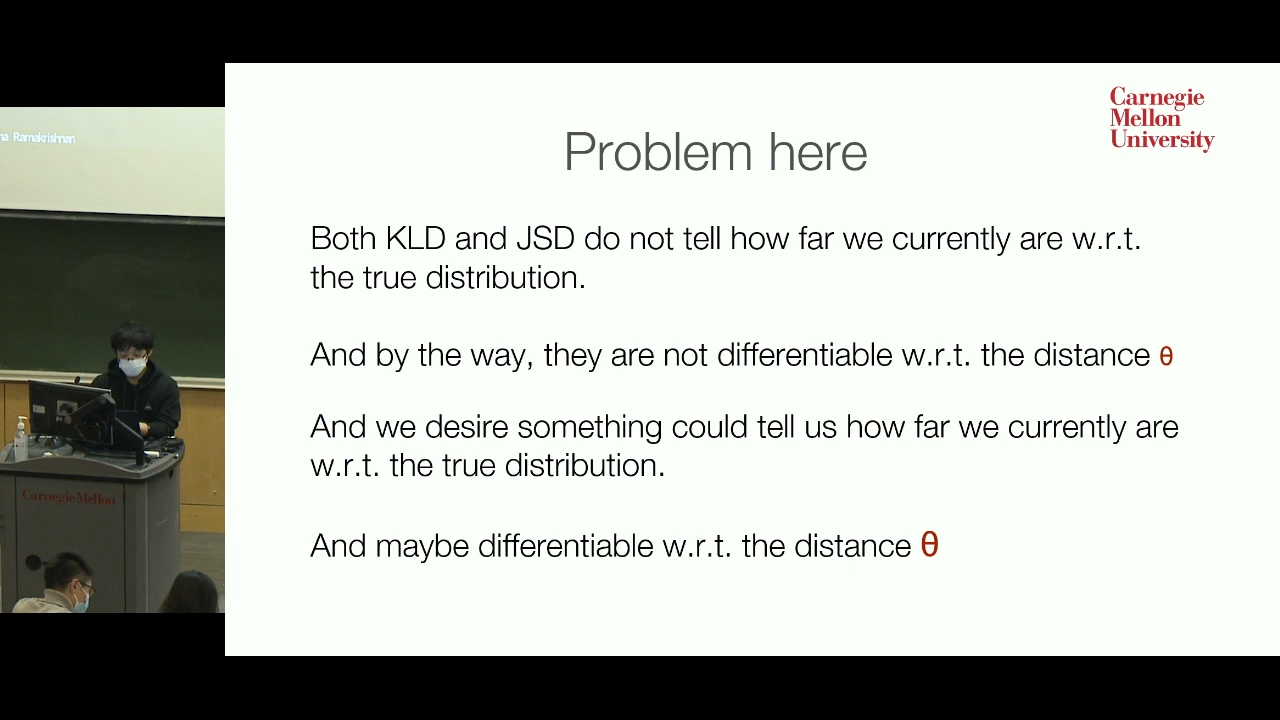 Ramakrishnan
Carnegie
Mellon
University
Problem here
Both KLD and JSD do not tell how far we currently are w.r.t.
the true distribution.
And by the way, they are not differentiable w.r.t. the distance θ
And we desire something could tell us how far we currently are
w.r.t. the true distribution.
And maybe differentiable w.r.t. the distance θ
Carnegie Mellon